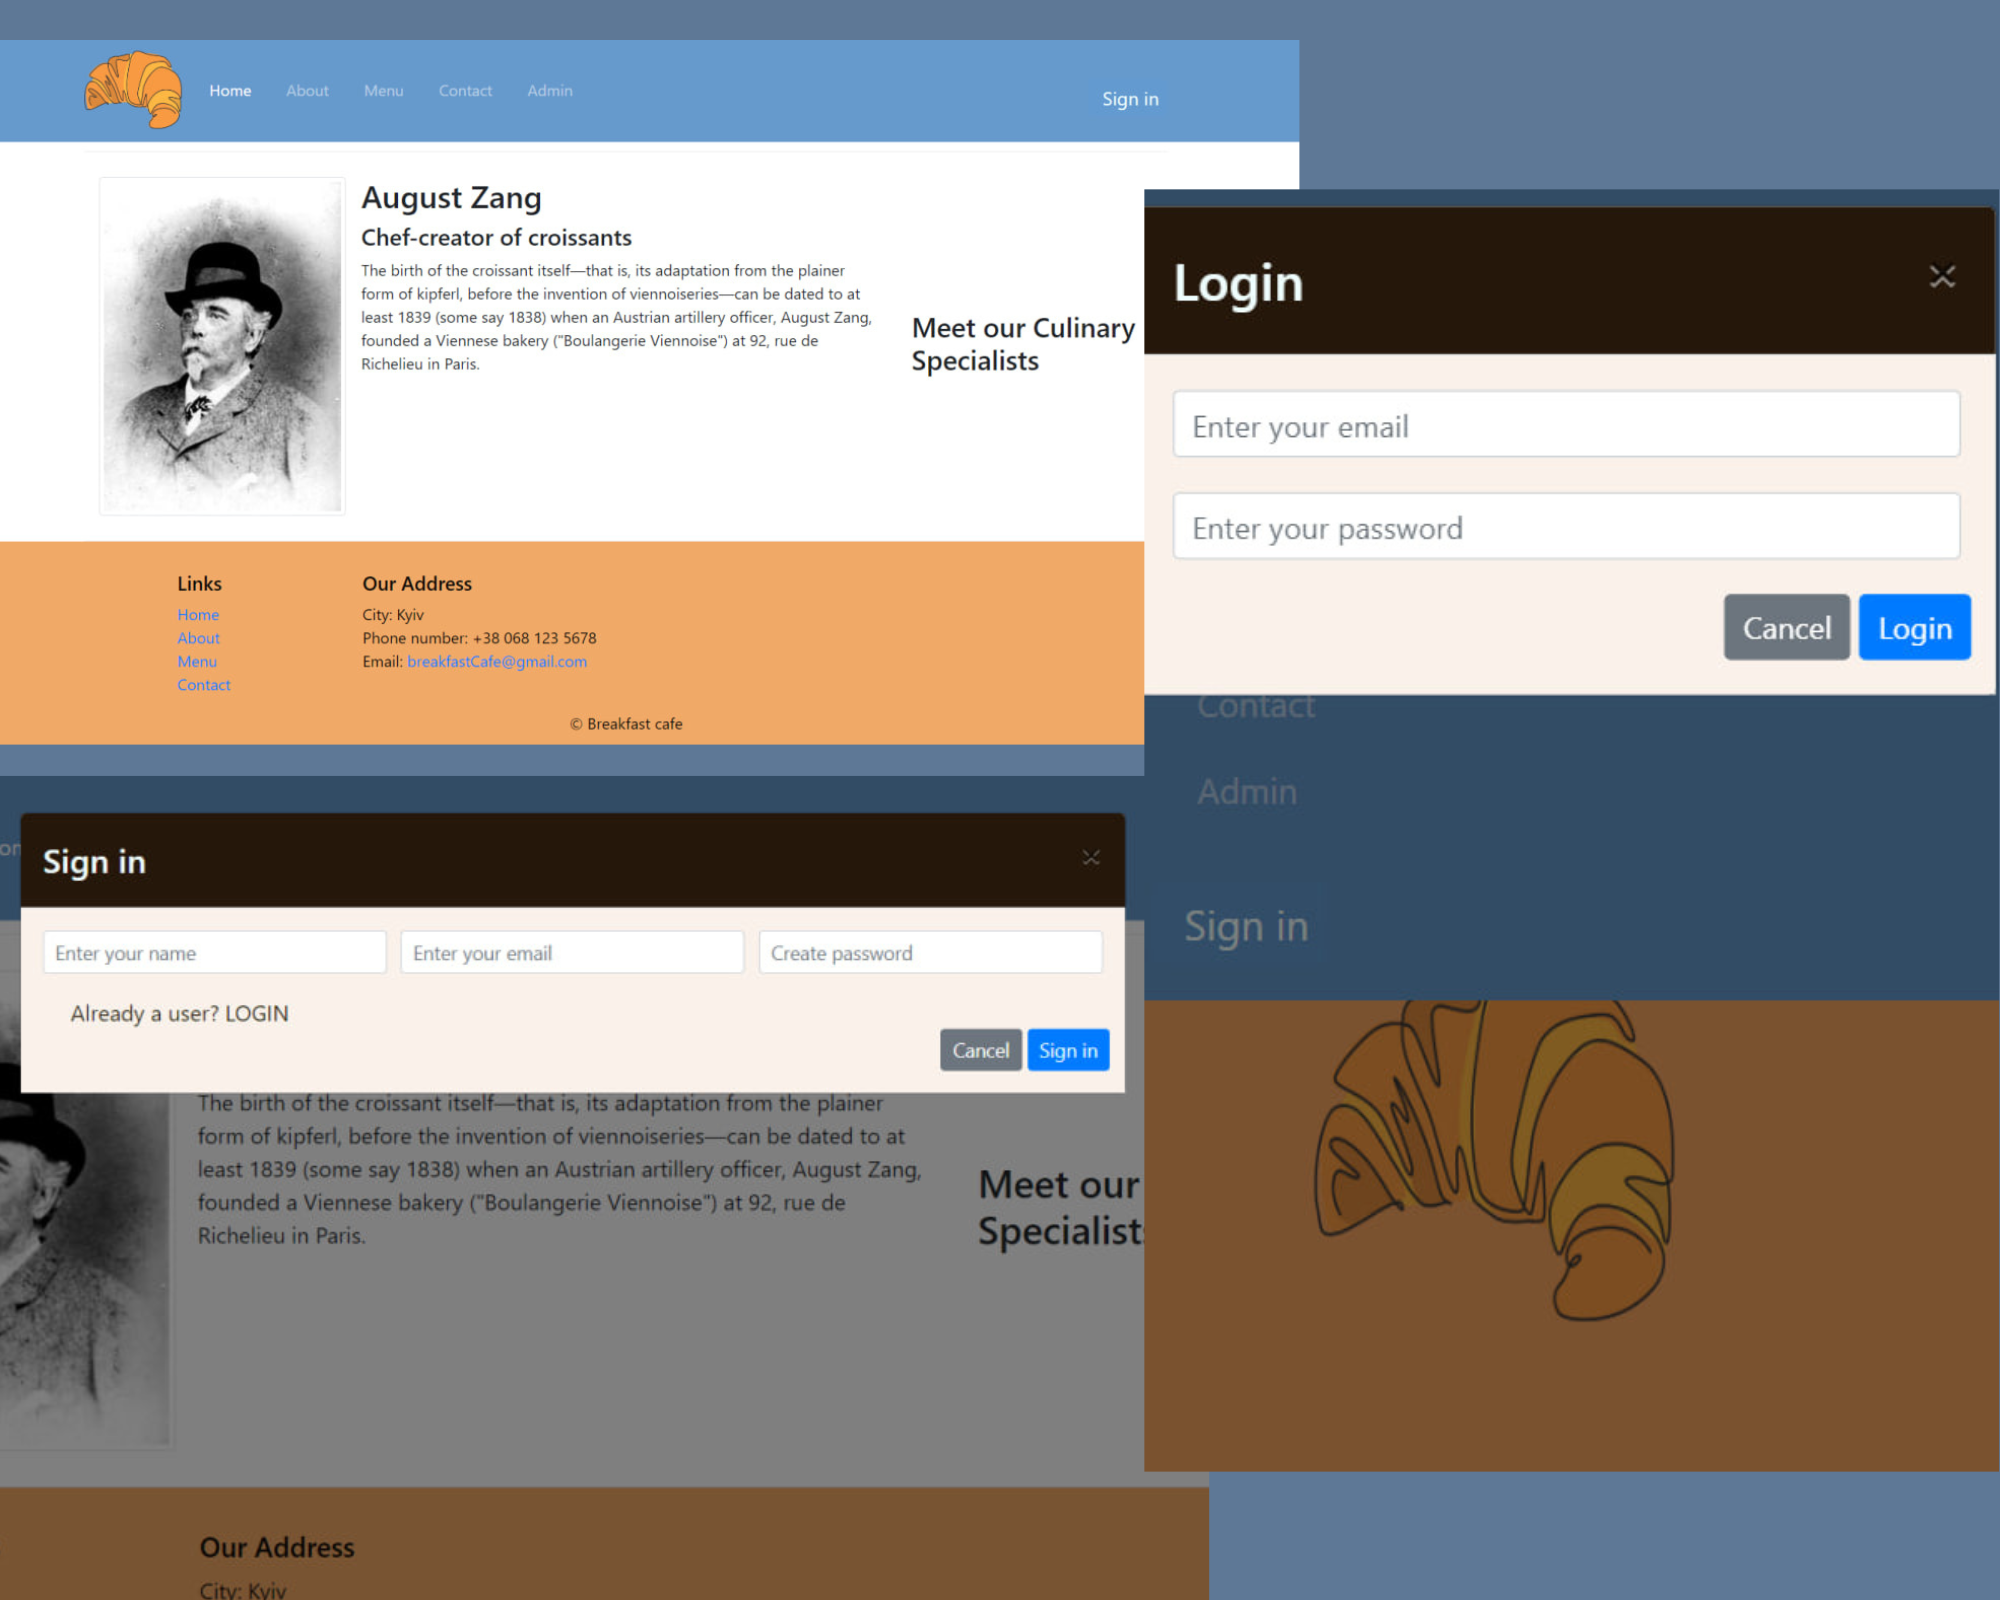 Home About Menu Contact Admin
Sign in
August Zang
Chef-creator of croissants
The birth of the croissant itself—that is, its adaptation from the plainer
form of kipferl, before the invention of viennoiseries—can be dated to at
least 1839 (some say 1838) when an Austrian artillery officer, August Zang,
founded a Viennese bakery ("Boulangerie Viennoise") at 92, rue de
Richelieu in Paris.
Meet our Culinary
Specialists
Links
Home
About
Menu
Contact
Our Address
City: Kyiv
Phone number: +38 068 123 5678
Email: breakfastCafe@gmail.com
© Breakfast cafe
Login
×
Enter your email
Enter your password
Cancel Login
Contact
Admin
Sign in
Sign in
×
Enter your name Enter your email Create password
Already a user? LOGIN
Cancel Sign in
The birth of the croissant itself—that is, its adaptation from the plainer
form of kipferl, before the invention of viennoiseries—can be dated to at
least 1839 (some say 1838) when an Austrian artillery officer, August Zang,
founded a Viennese bakery ("Boulangerie Viennoise") at 92, rue de
Richelieu in Paris.
Meet our
Specialists
Our Address
City: Kyiv